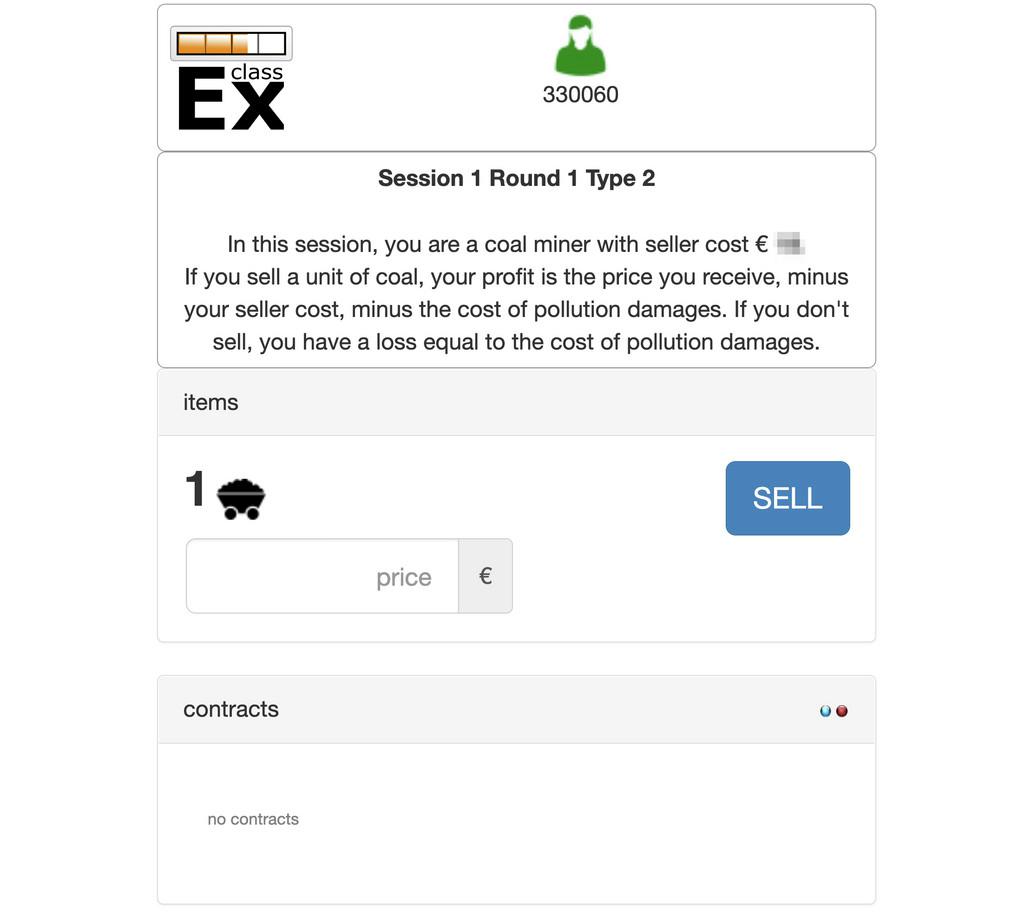 class
Ex
330060
Session 1 Round 1 Type 2
In this session, you are a coal miner with seller cost €
If you sell a unit of coal, your profit is the price you receive, minus
your seller cost, minus the cost of pollution damages. If you don't
sell, you have a loss equal to the cost of pollution damages.
items
1
SELL
price €
contracts
no contracts